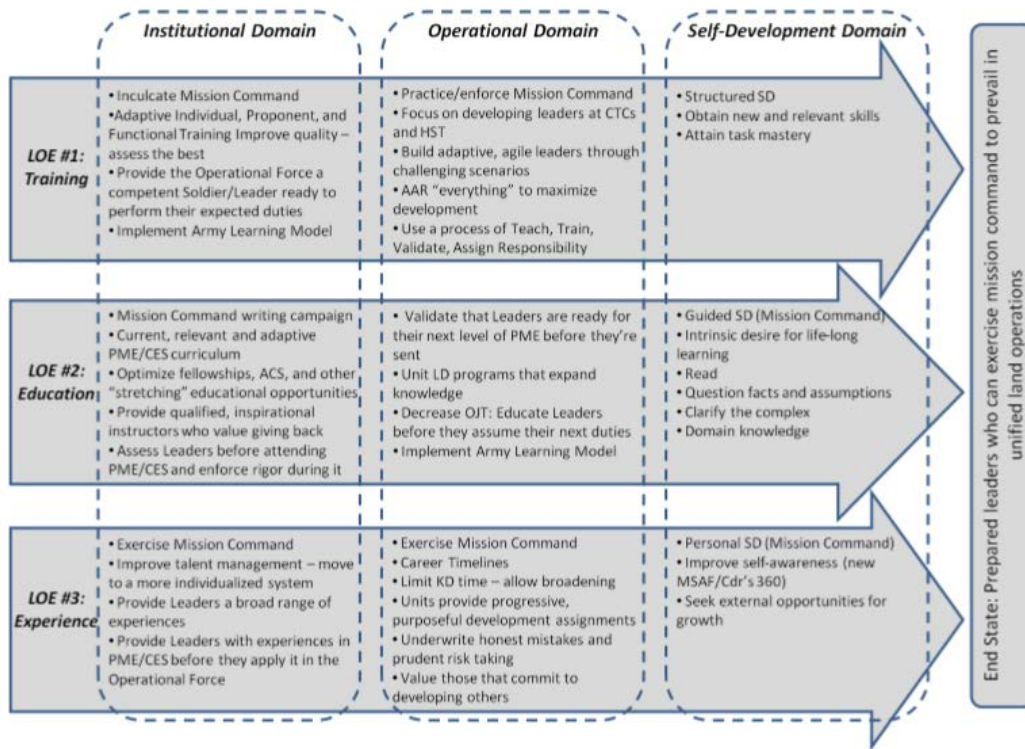 Institutional Domain
Operational Domain
Self-Development Domain
LOE #1:
Training
• Inculcate Mission Command
•Adaptive Individual, Proponent, and
Functional Training Improve quality –
assess the best
• Provide the Operational Force a
competent Soldier/Leader ready to
perform their expected duties
• Implement Army Learning Model
• Practice/enforce Mission Command
• Focus on developing leaders at CTCs
and HST
• Build adaptive, agile leaders through
challenging scenarios
• AAR “everything” to maximize
development
• Use a process of Teach, Train,
Validate, Assign Responsibility
• Structured SD
• Obtain new and relevant skills
• Attain task mastery
LOE #2:
Education
• Mission Command writing campaign
• Current, relevant and adaptive
PME/CES curriculum
• Optimize fellowships, ACS, and other
“stretching” educational opportunities
• Provide qualified, inspirational
instructors who value giving back
• Assess Leaders before attending
PME/CES and enforce rigor during it
• Validate that Leaders are ready for
their next level of PME before they’re
sent
• Unit LD programs that expand
knowledge
• Decrease OJT: Educate Leaders
before they assume their next duties
• Implement Army Learning Model
• Guided SD (Mission Command)
• Intrinsic desire for life-long
learning
• Read
• Question facts and assumptions
• Clarify the complex
• Domain knowledge
LOE #3:
Experience
• Exercise Mission Command
• Improve talent management – move
to a more individualized system
• Provide Leaders a broad range of
experiences
• Provide Leaders with experiences in
PME/CES before they apply it in the
Operational Force
• Exercise Mission Command
• Career Timelines
• Limit KD time – allow broadening
• Units provide progressive,
purposeful development assignments
• Underwrite honest mistakes and
prudent risk taking
• Value those that commit to
developing others
• Personal SD (Mission Command)
• Improve self-awareness (new
MSAF/Cdr’s 360)
• Seek external opportunities for
growth
End State: Prepared leaders who can exercise mission command to prevail in
unified land operations